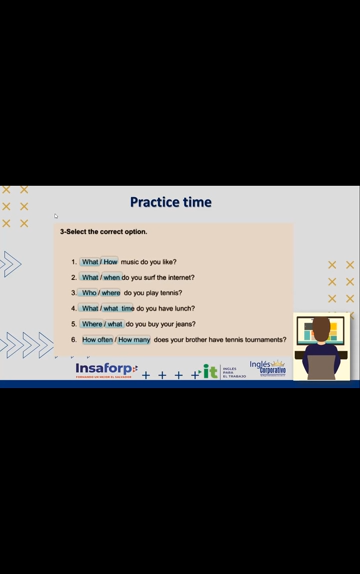 Practice time
3-Select the correct option.
1. What / How music do you like?
2. What / when do you surf the internet?
3. Who / where do you play tennis?
4. What / what time do you have lunch?
5. Where / what do you buy your jeans?
6. How often / How many does your brother have tennis tournaments?
Insaforp
it
INGLÉS
PARA
EL TRABAJO
Inglés
Corporativo